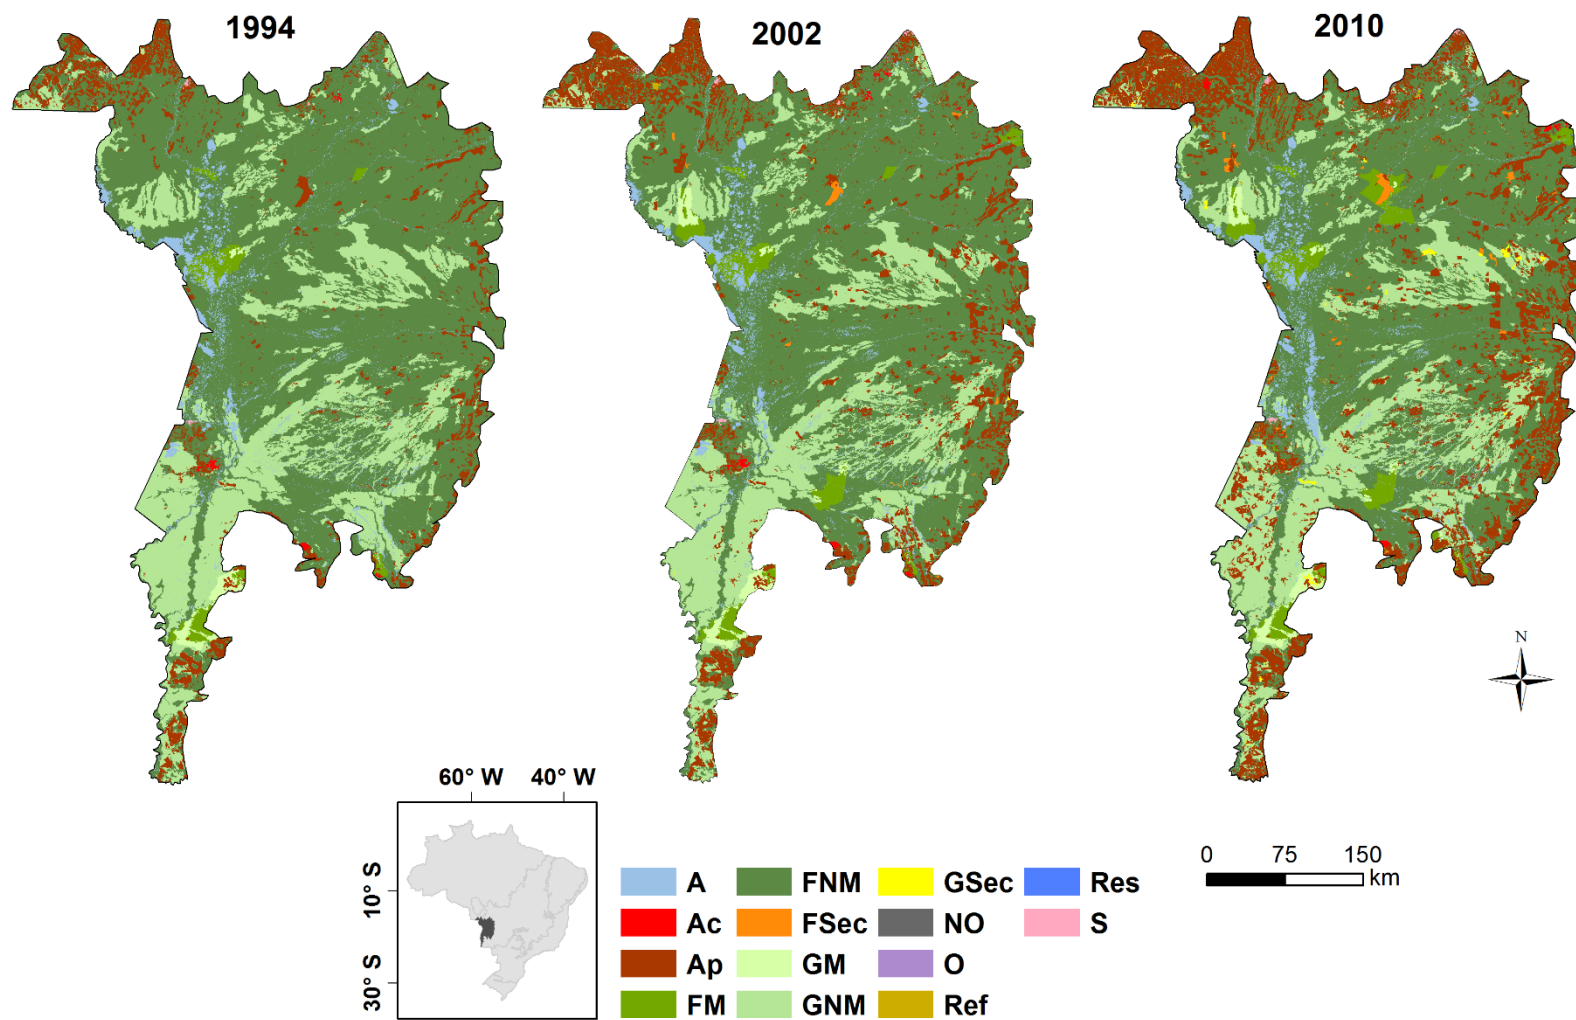 1994
2002
2010
N
60° W 40° W
10° S
30° S
0 75 150
km
A FNM GSec Res
Ac FSec NO S
Ap GM O
FM GNM Ref